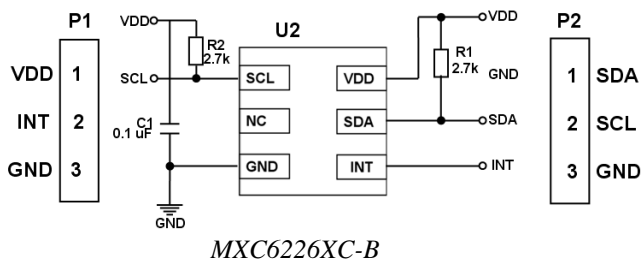 P1
VDD 1
INT 2
GND 3
VDD
R2
2.7k
SCL
C1
0.1 uF
GND
U2
SCL
NC
GND
VDD
SDA
INT
VDD
R1
2.7k
GND
SDA
INT
P2
1 SDA
2 SCL
3 GND
MXC6226XC-B